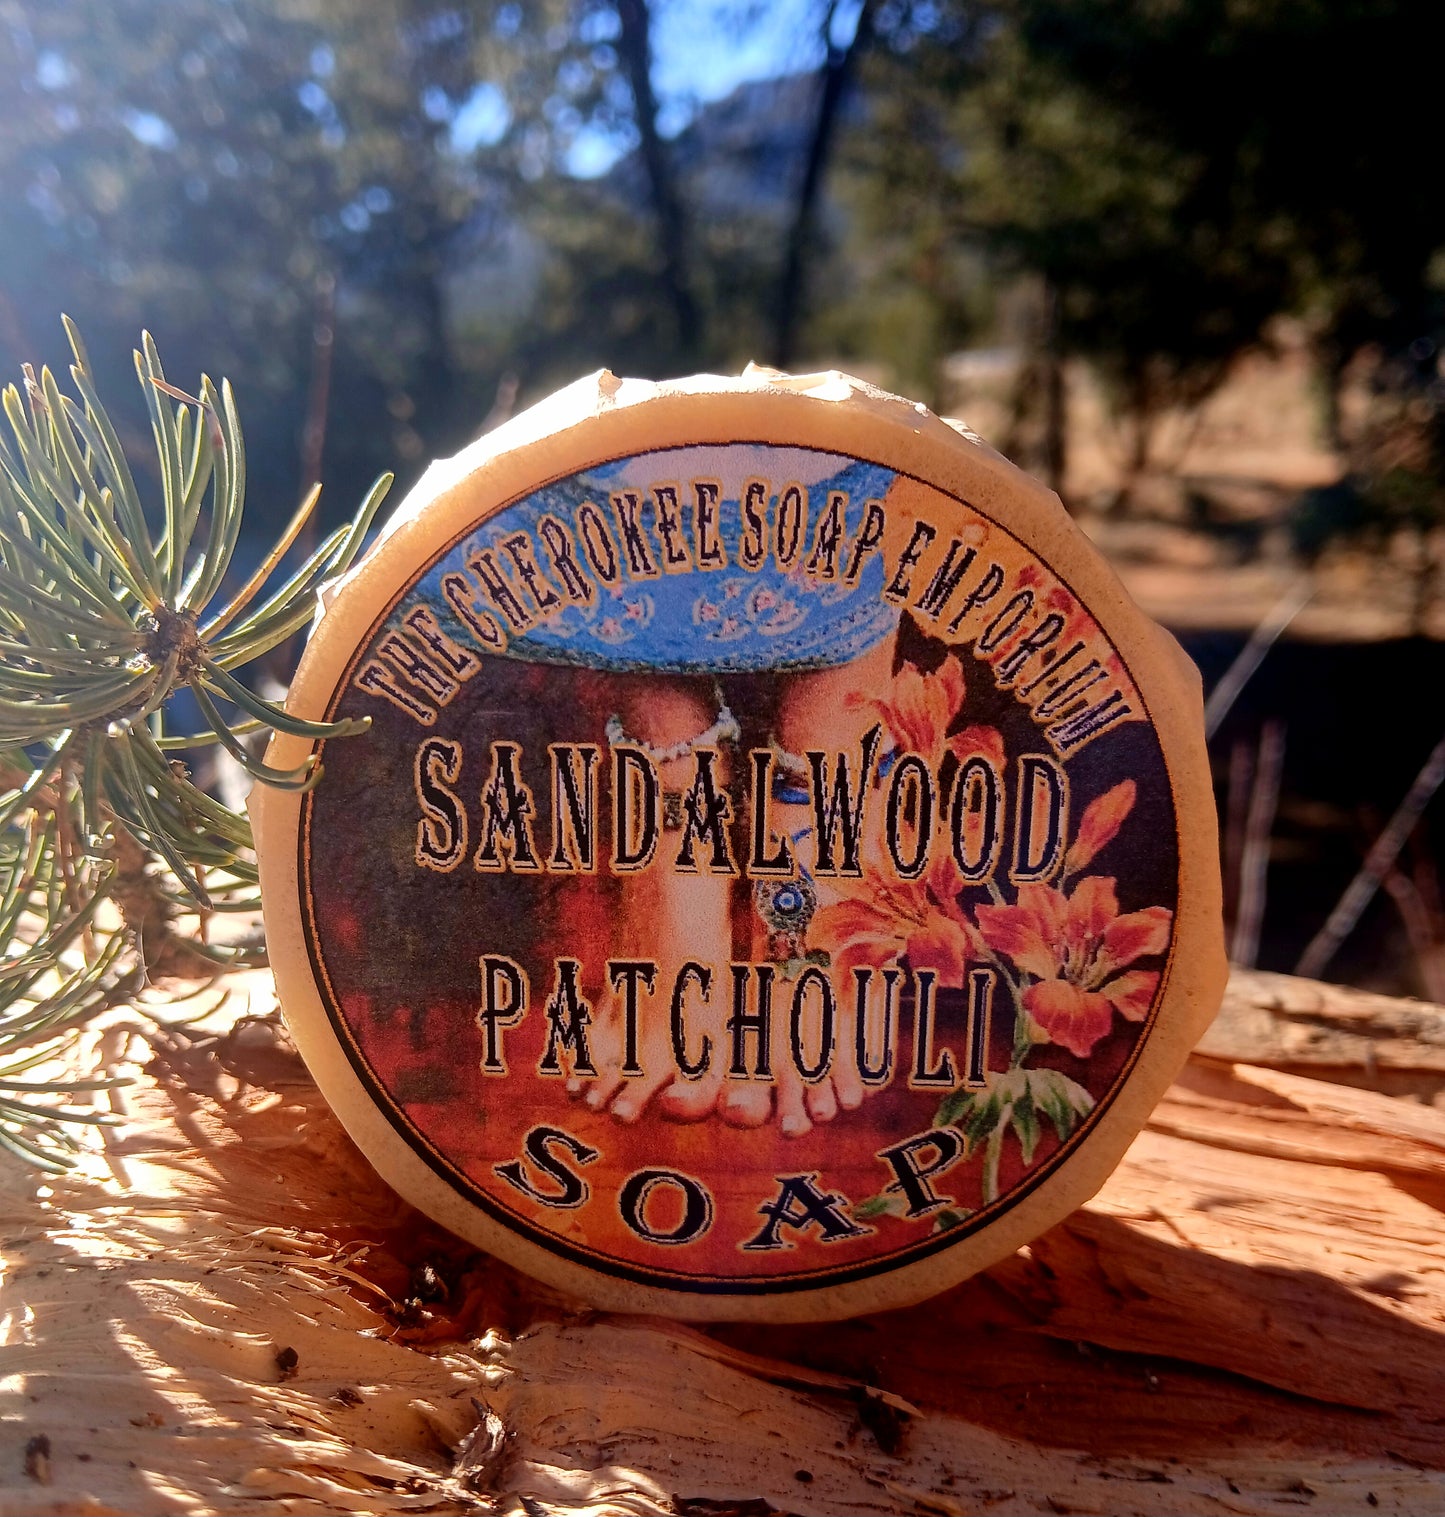 THE CHEROKEE SOAP EMPORIUM
SANDALWOOD
PATCHOULI
SOAP